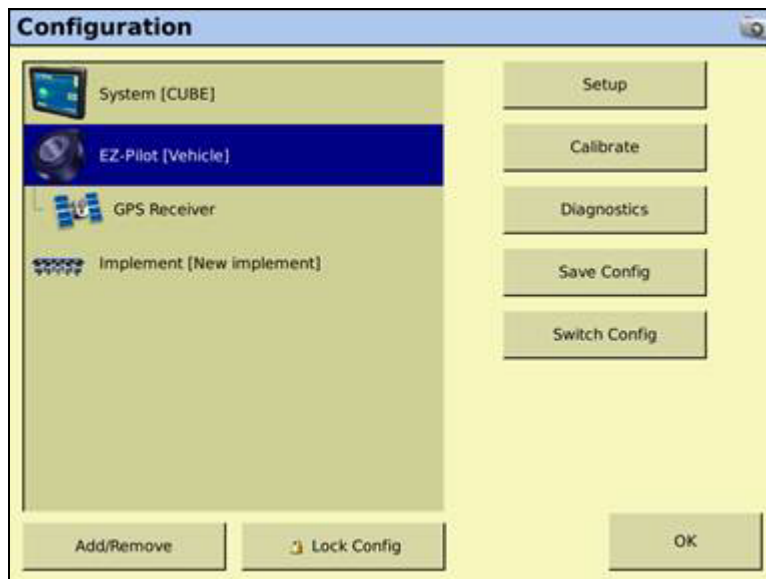 Configuration
System [CUBE]
EZ-Pilot [Vehicle]
GPS Receiver
Implement [New implement]
Setup
Calibrate
Diagnostics
Save Config
Switch Config
Add/Remove
Lock Config
OK